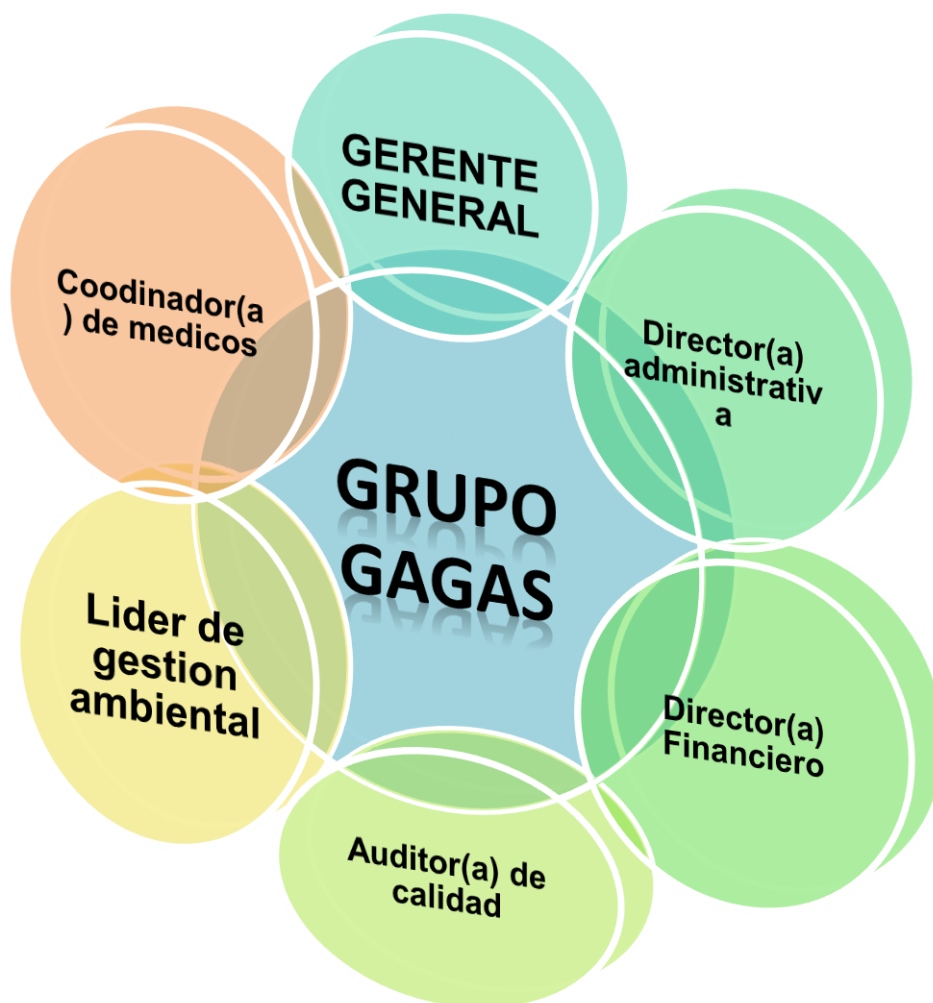 GERENTE
GENERAL
Director(a)
administrativ
a
Director(a)
Financiero
Auditor(a) de
calidad
Lider de
gestion
ambiental
Coodinador(a
) de medicos
GRUPO
GAGAS